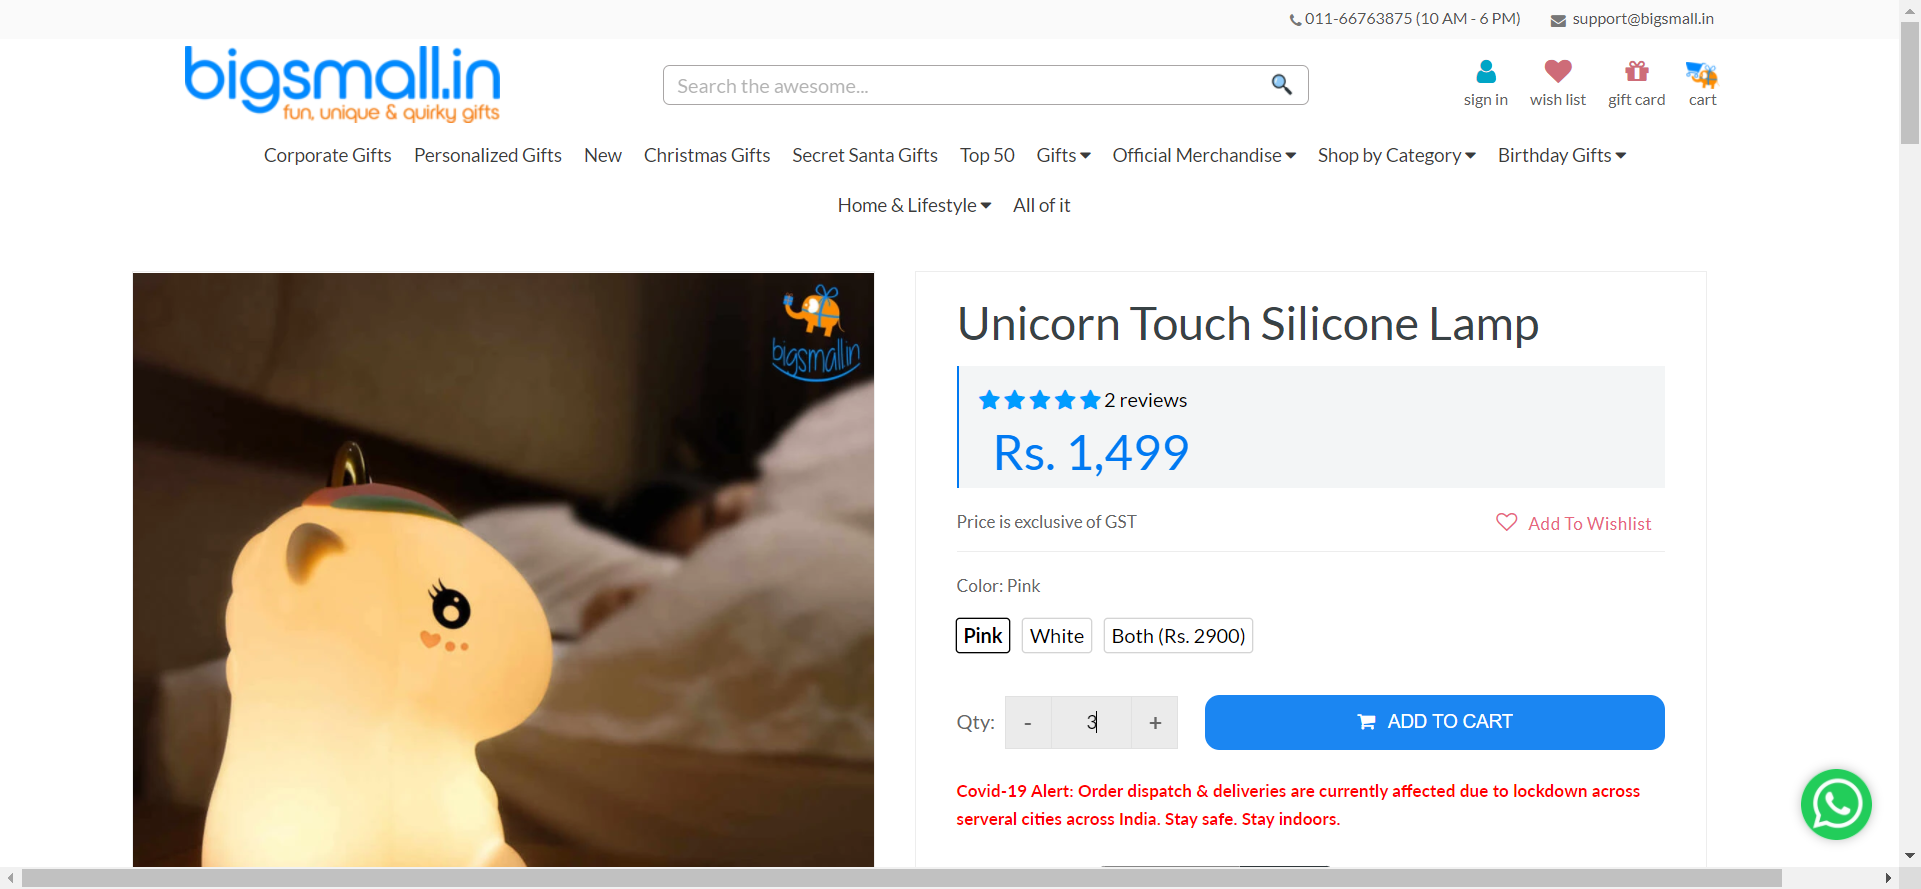 011-66763875 (10 AM - 6 PM) support@bigsmall.in
bigsmall.in
fun, unique & quirky gifts
Search the awesome...
sign in wish list gift card cart
Corporate Gifts Personalized Gifts New Christmas Gifts Secret Santa Gifts Top 50 Gifts Official Merchandise Shop by Category Birthday Gifts
Home & Lifestyle All of it
bigsmall.in
Unicorn Touch Silicone Lamp
2 reviews
Rs. 1,499
Price is exclusive of GST
Add To Wishlist
Color: Pink
Pink White Both (Rs. 2900)
Qty: - 3 + ADD TO CART
Covid-19 Alert: Order dispatch & deliveries are currently affected due to lockdown across
serveral cities across India. Stay safe. Stay indoors.